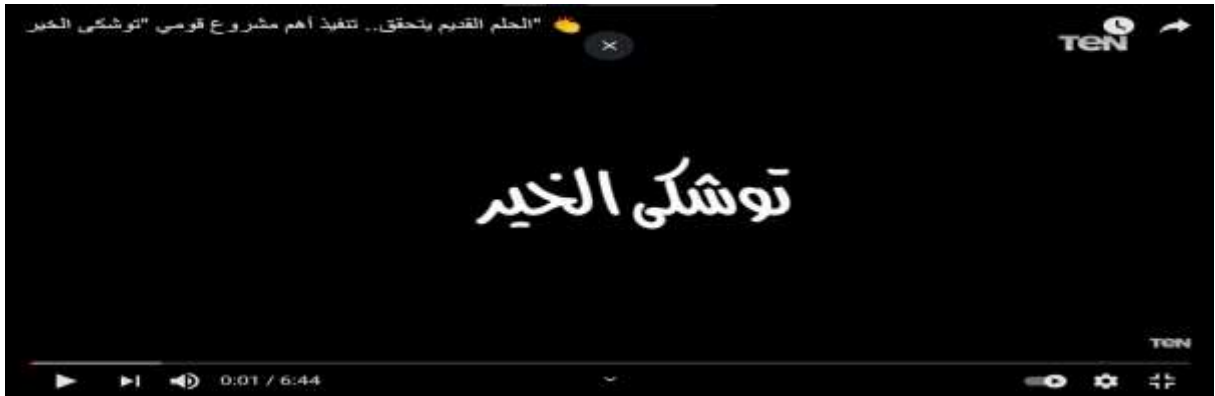 "الحلم القديم يتحقق.. تنفيذ أهم مشروع قومي "توشكى الخير
TeN
توشكى الخير
TeN
0:01 / 6:44